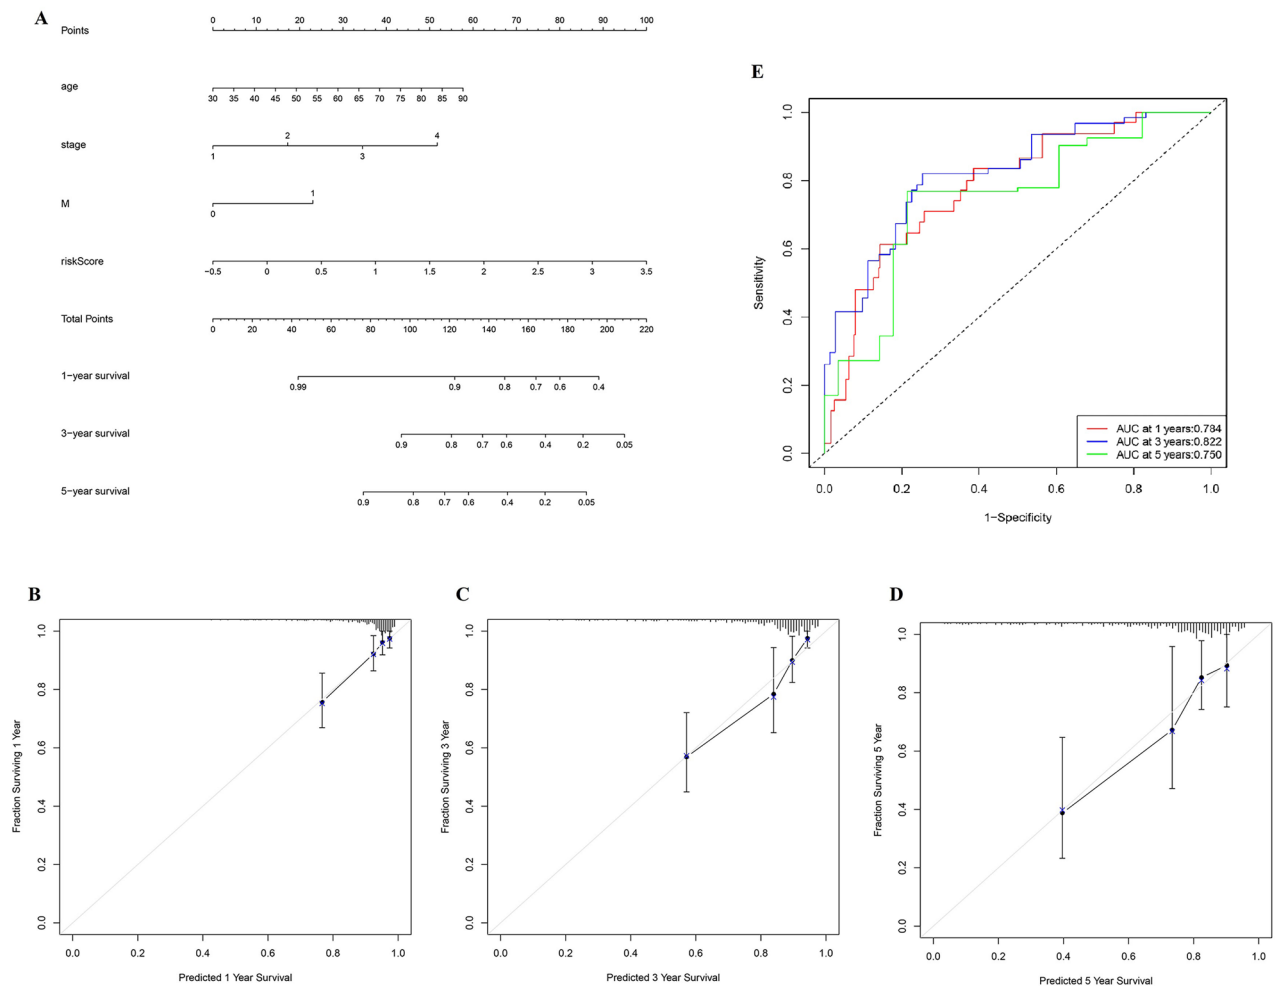 A
Points
0 10 20 30 40 50 60 70 80 90 100
age
30 35 40 45 50 55 60 65 70 75 80 85 90
stage
1 2 3 4
M
0 1
riskScore
−0.5 0 0.5 1 1.5 2 2.5 3 3.5
Total Points
0 20 40 60 80 100 120 140 160 180 200 220
1−year survival
0.99 0.9 0.8 0.7 0.6 0.4
3−year survival
0.9 0.8 0.7 0.6 0.4 0.2 0.05
5−year survival
0.9 0.8 0.7 0.6 0.4 0.2 0.05
E
Sensitivity
1.0
0.8
0.6
0.4
0.2
0.0
AUC at 1 years:0.784
AUC at 3 years:0.822
AUC at 5 years:0.750
0.0 0.2 0.4 0.6 0.8 1.0
1−Specificity
B
Fraction Surviving 1 Year
1.0
0.8
0.6
0.4
0.2
0.0
0.0 0.2 0.4 0.6 0.8 1.0
Predicted 1 Year Survival
C
Fraction Surviving 3 Year
1.0
0.8
0.6
0.4
0.2
0.0
0.0 0.2 0.4 0.6 0.8 1.0
Predicted 3 Year Survival
D
Fraction Surviving 5 Year
1.0
0.8
0.6
0.4
0.2
0.0
0.0 0.2 0.4 0.6 0.8 1.0
Predicted 5 Year Survival